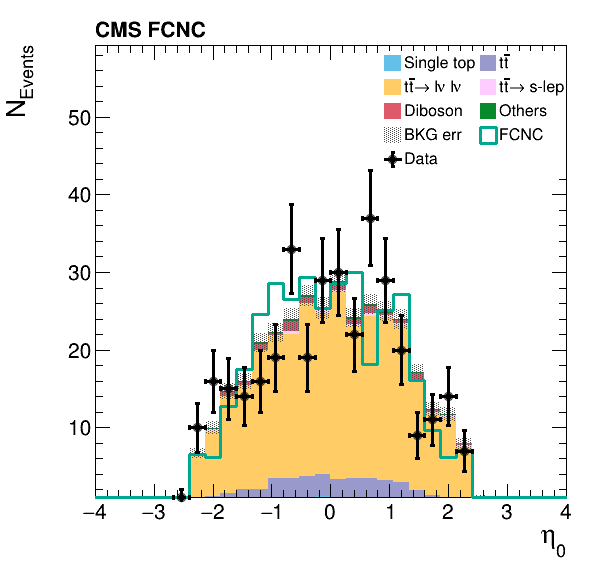 CMS FCNC
N_Events
Single top
tt̄
tt̄→ lν lν
tt̄→ s-lep
Diboson
Others
BKG err
FCNC
Data
50
40
30
20
10
−4 −3 −2 −1 0 1 2 3 4
η_0